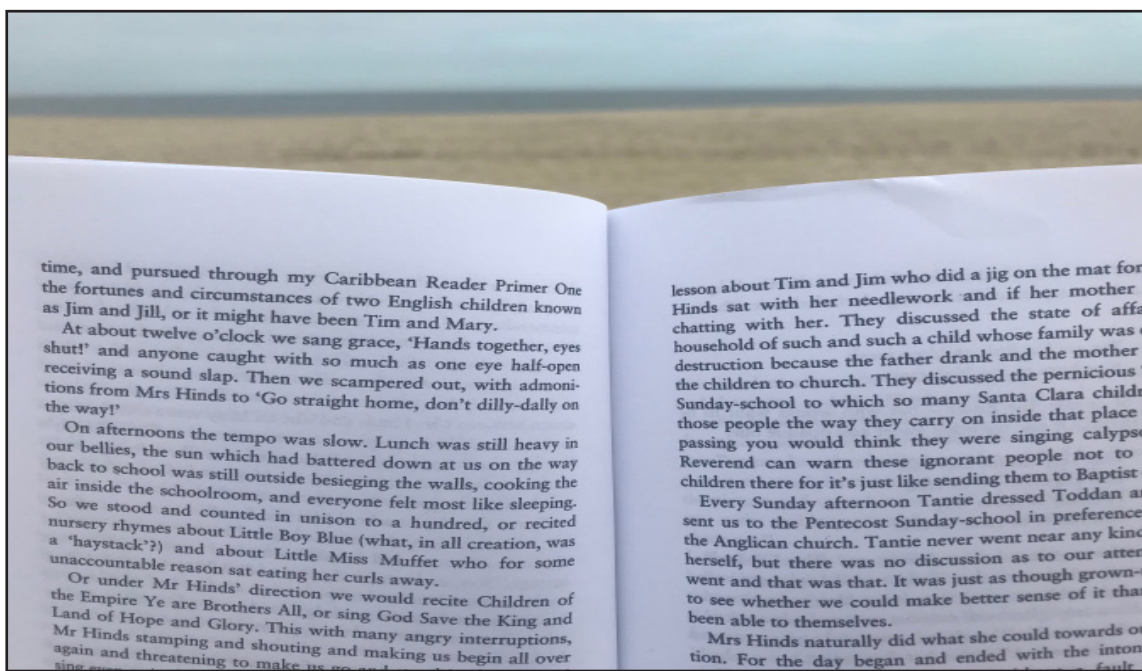 time, and pursued through my Caribbean Reader Primer One
the fortunes and circumstances of two English children known
as Jim and Jill, or it might have been Tim and Mary.
At about twelve o'clock we sang grace, 'Hands together, eyes
shut!' and anyone caught with so much as one eye half-open
receiving a sound slap. Then we scampered out, with admoni-
tions from Mrs Hinds to 'Go straight home, don't dilly-dally on
the way!'
On afternoons the tempo was slow. Lunch was still heavy in
our bellies, the sun which had battered down at us on the way
back to school was still outside besieging the walls, cooking the
air inside the schoolroom, and everyone felt most like sleeping.
So we stood and counted in unison to a hundred, or recited
nursery rhymes about Little Boy Blue (what, in all creation, was
a 'haystack'?) and about Little Miss Muffet who for some
unaccountable reason sat eating her curls away.
Or under Mr Hinds' direction we would recite Children of
the Empire Ye are Brothers All, or sing God Save the King and
Land of Hope and Glory. This with many angry interruptions,
Mr Hinds stamping and shouting and making us begin all over
again and threatening to make us go
sing
lesson about Tim and Jim who did a jig on the mat for
Hinds sat with her needlework and if her mother
chatting with her. They discussed the state of affa
household of such and such a child whose family was
destruction because the father drank and the mother
the children to church. They discussed the pernicious
Sunday-school to which so many Santa Clara childr
those people the way they carry on inside that place
passing you would think they were singing calypso
Reverend can warn these ignorant people not to
children there for it's just like sending them to Baptist
Every Sunday afternoon Tantie dressed Toddan a
sent us to the Pentecost Sunday-school in preference
the Anglican church. Tantie never went near any kind
herself, but there was no discussion as to our atten
went and that was that. It was just as though grown-
to see whether we could make better sense of it than
been able to themselves.
Mrs Hinds naturally did what she could towards o
tion. For the day began and ended with the inton